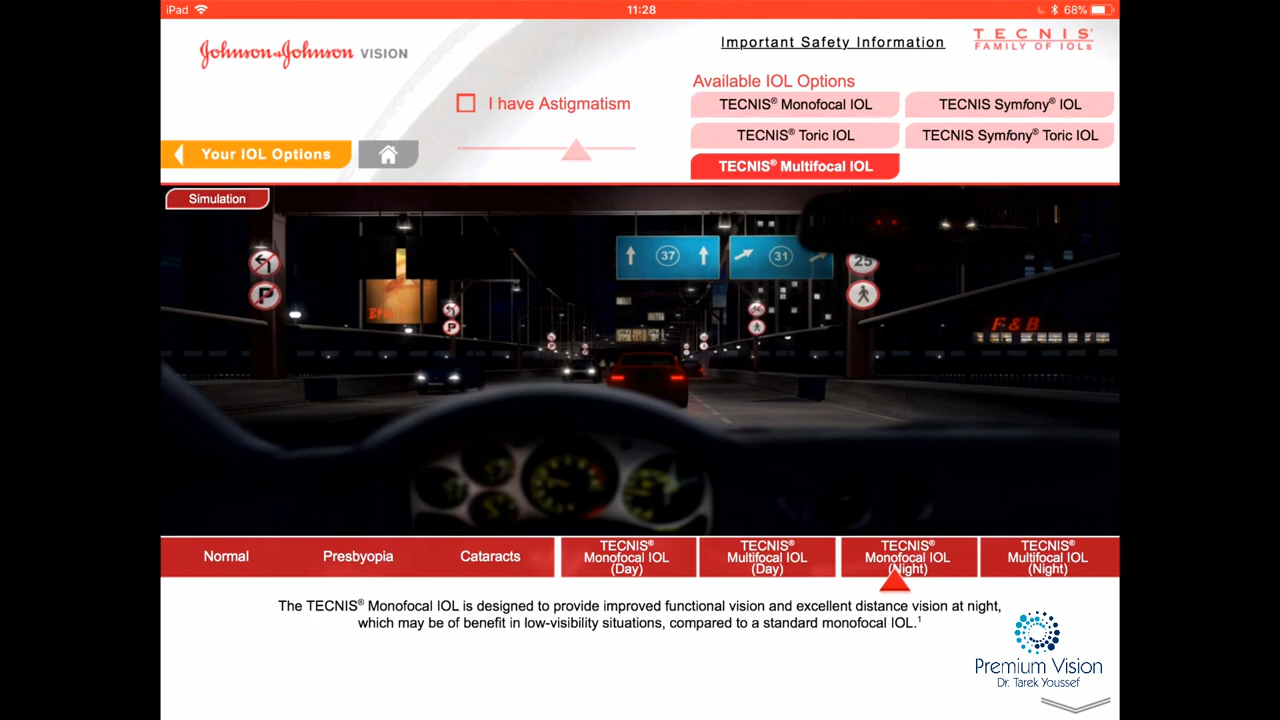 iPad
11:28
68%
Johnson & Johnson VISION
Important Safety Information
TECNIS®
FAMILY OF IOLs
Available IOL Options
I have Astigmatism
TECNIS® Monofocal IOL
TECNIS Symfony® IOL
TECNIS® Toric IOL
TECNIS Symfony® Toric IOL
TECNIS® Multifocal IOL
Your IOL Options
Simulation
37
31
25
P
P
F & B
Normal
Presbyopia
Cataracts
TECNIS®
Monofocal IOL
(Day)
TECNIS®
Multifocal IOL
(Day)
TECNIS®
Monofocal IOL
(Night)
TECNIS®
Multifocal IOL
(Night)
The TECNIS® Monofocal IOL is designed to provide improved functional vision and excellent distance vision at night,
which may be of benefit in low-visibility situations, compared to a standard monofocal IOL.¹
Premium Vision
Dr. Tarek Youssef